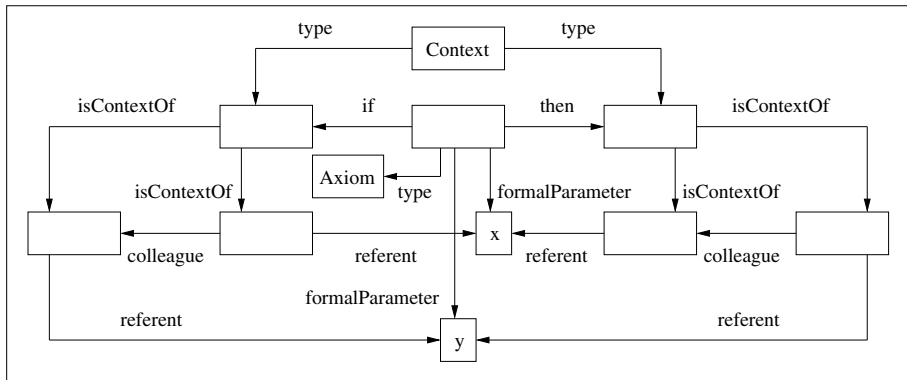 type Context type
isContextOf if then isContextOf
isContextOf Axiom type formalParameter isContextOf
x
colleague referent referent colleague
formalParameter
referent referent
y